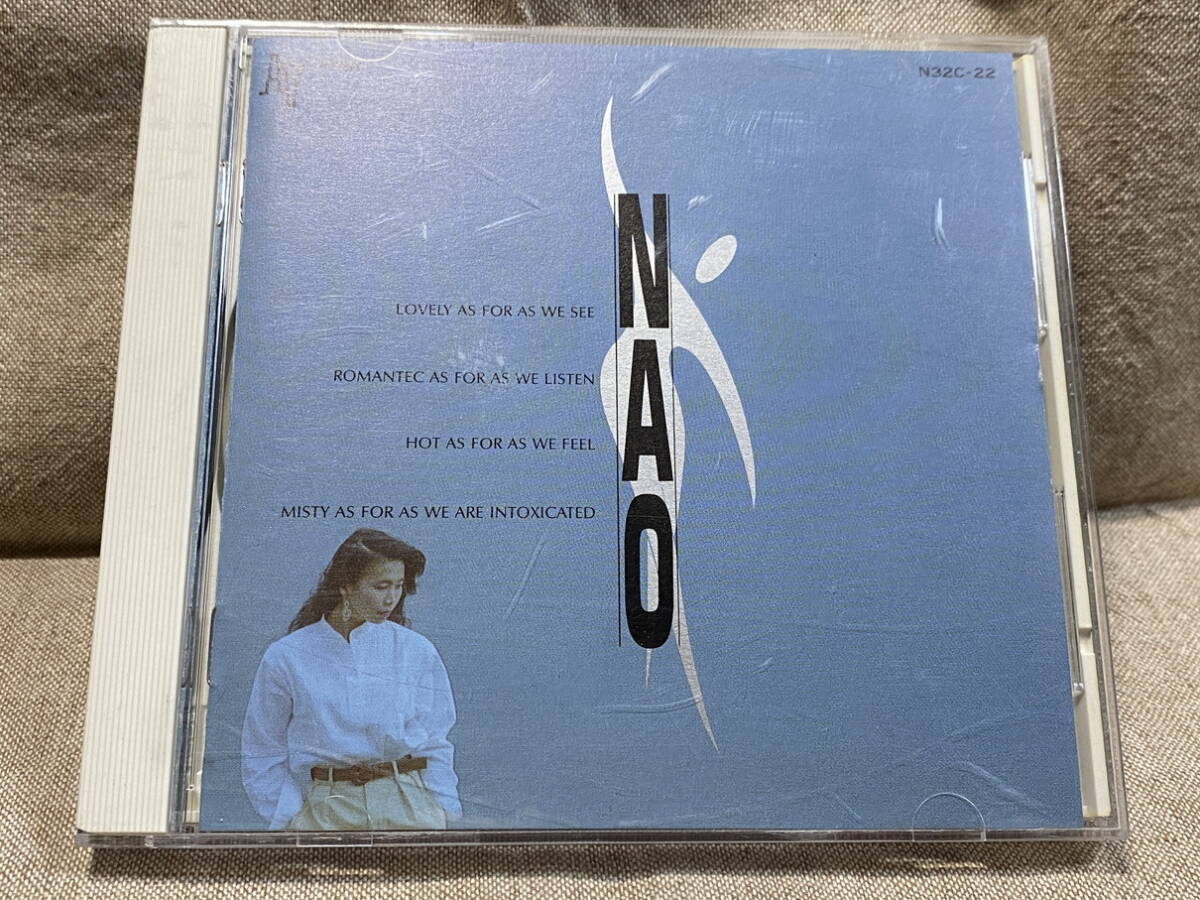 N32C-22
NAO
LOVELY AS FOR AS WE SEE
ROMANTEC AS FOR AS WE LISTEN
HOT AS FOR AS WE FEEL
MISTY AS FOR AS WE ARE INTOXICATED